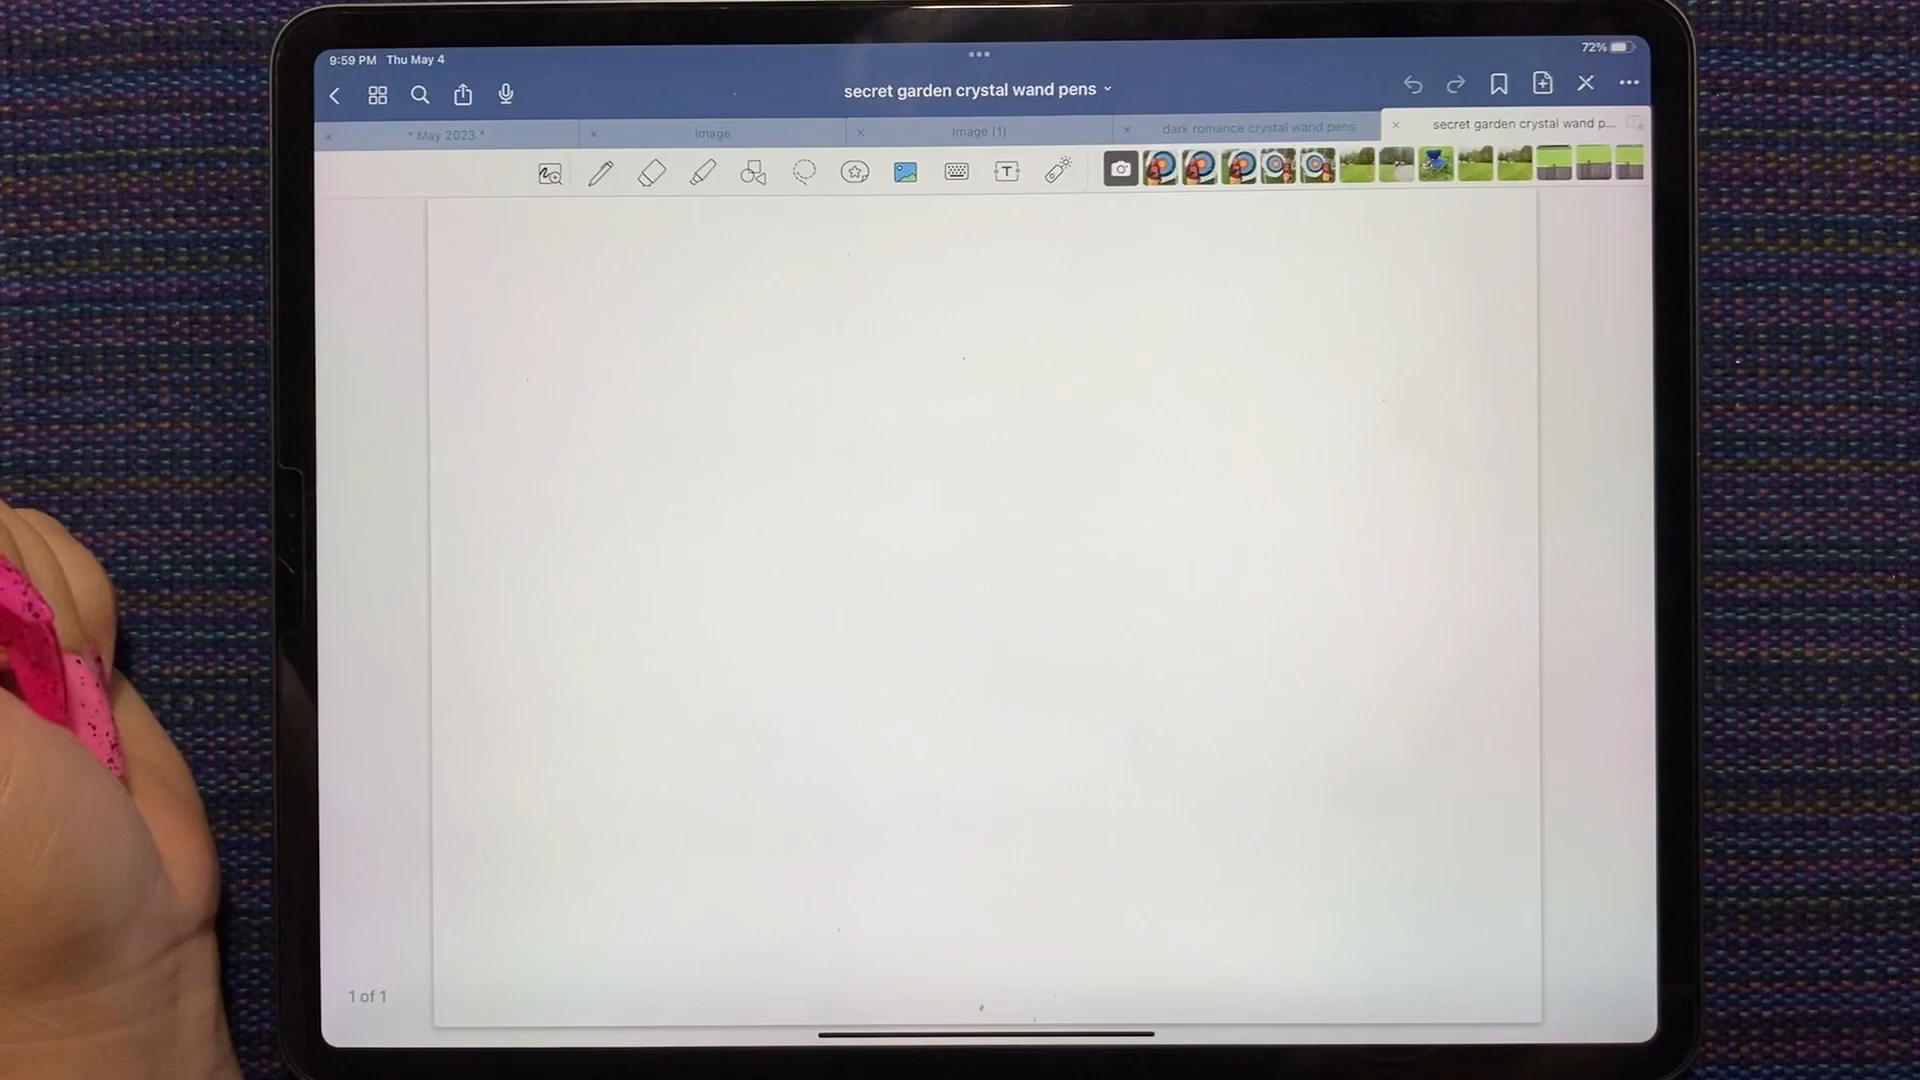 9:59 PM Thu May 4
72%
secret garden crystal wand pens
* May 2023 *
Image
Image (1)
dark romance crystal wand pens
secret garden crystal wand p...
T
1 of 1